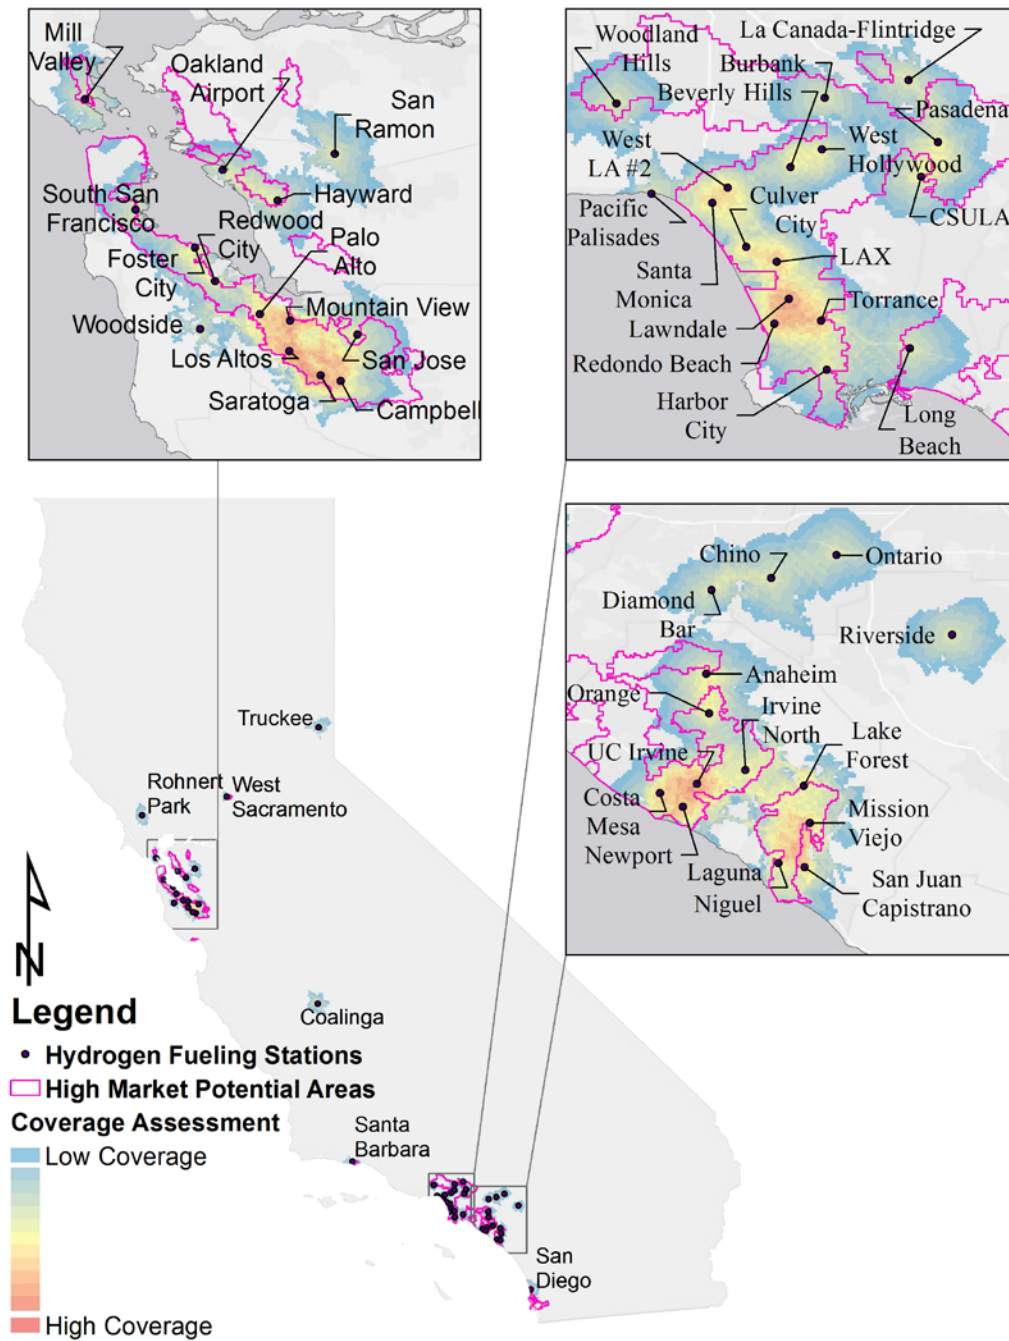 Mill
Valley
Oakland
Airport
San
Ramon
South San
Francisco
Hayward
Redwood
City
Palo
Alto
Foster
City
Mountain View
Woodside
Los Altos
San Jose
Saratoga
Campbell
Woodland
Hills
La Canada-Flintridge
Burbank
Beverly Hills
Pasadena
West
LA #2
West
Hollywood
Culver
City
Pacific
Palisades
CSULA
Santa
Monica
LAX
Lawndale
Torrance
Redondo Beach
Harbor
City
Long
Beach
Chino
Ontario
Diamond
Bar
Riverside
Anaheim
Orange
Irvine
North
UC Irvine
Lake
Forest
Costa
Mesa
Mission
Viejo
Newport
Laguna
Niguel
San Juan
Capistrano
Truckee
Rohnert
Park
West
Sacramento
Coalinga
Santa
Barbara
San
Diego
N
Legend
Hydrogen Fueling Stations
High Market Potential Areas
Coverage Assessment
Low Coverage
High Coverage